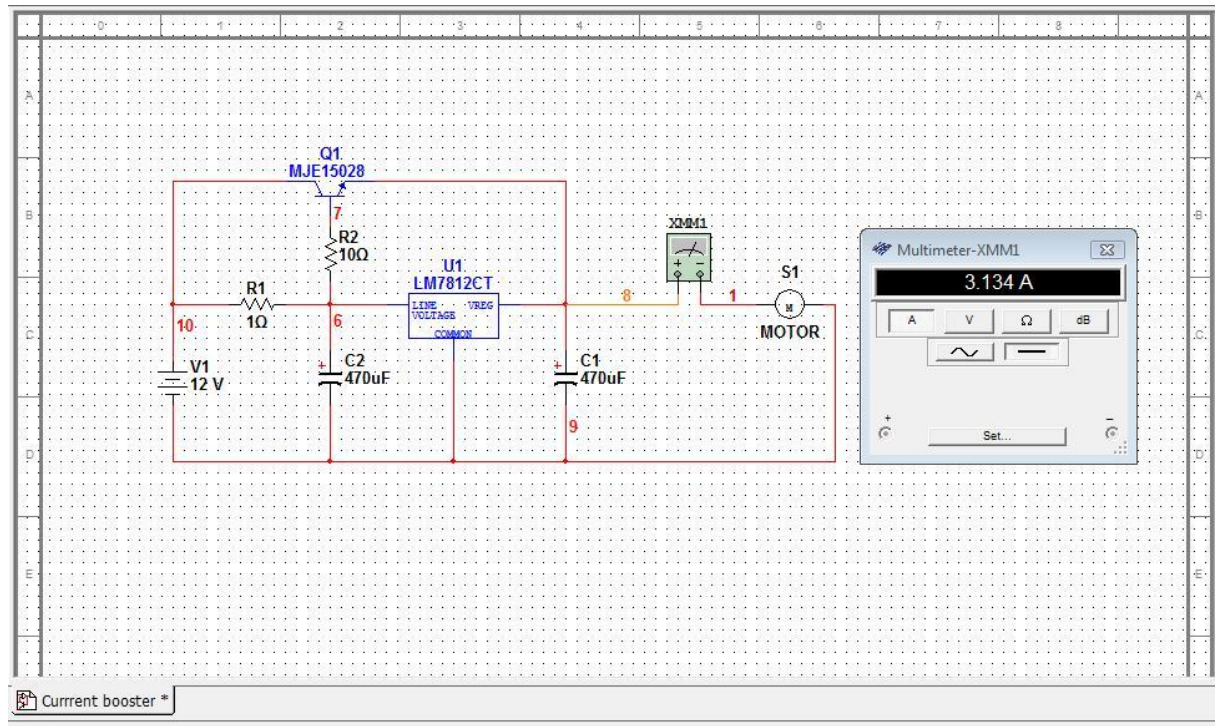 0 1 2 3 4 5 6 7 8
A A
Q1
MJE15028
B B
7
R2
10Ω
XMM1
Multimeter-XMM1
3.134 A
A V Ω dB
+ −
Set...
U1
LM7812CT
LINE VREG
VOLTAGE
COMMON
R1
1Ω
10
6
8
1
S1
M
MOTOR
C C
V1
12 V
+
C2
470uF
+
C1
470uF
9
D D
E E
Currrent booster *